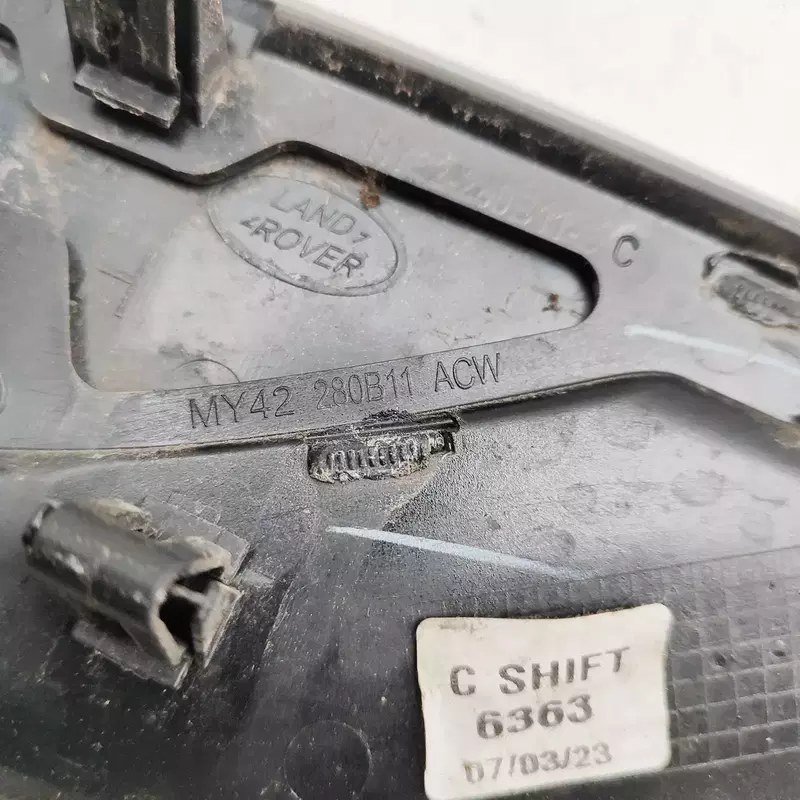 LAND
ROVER
C
MY42 280B11 ACW
C SHIFT
6363
07/03/23